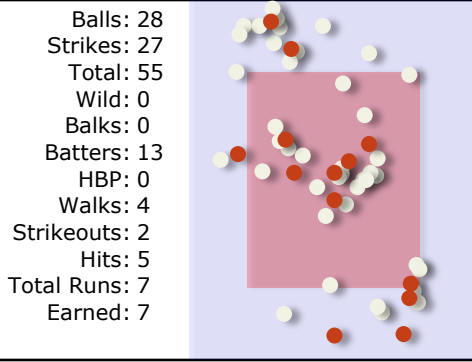 Balls: 28
Strikes: 27
Total: 55
Wild: 0
Balks: 0
Batters: 13
HBP: 0
Walks: 4
Strikeouts: 2
Hits: 5
Total Runs: 7
Earned: 7